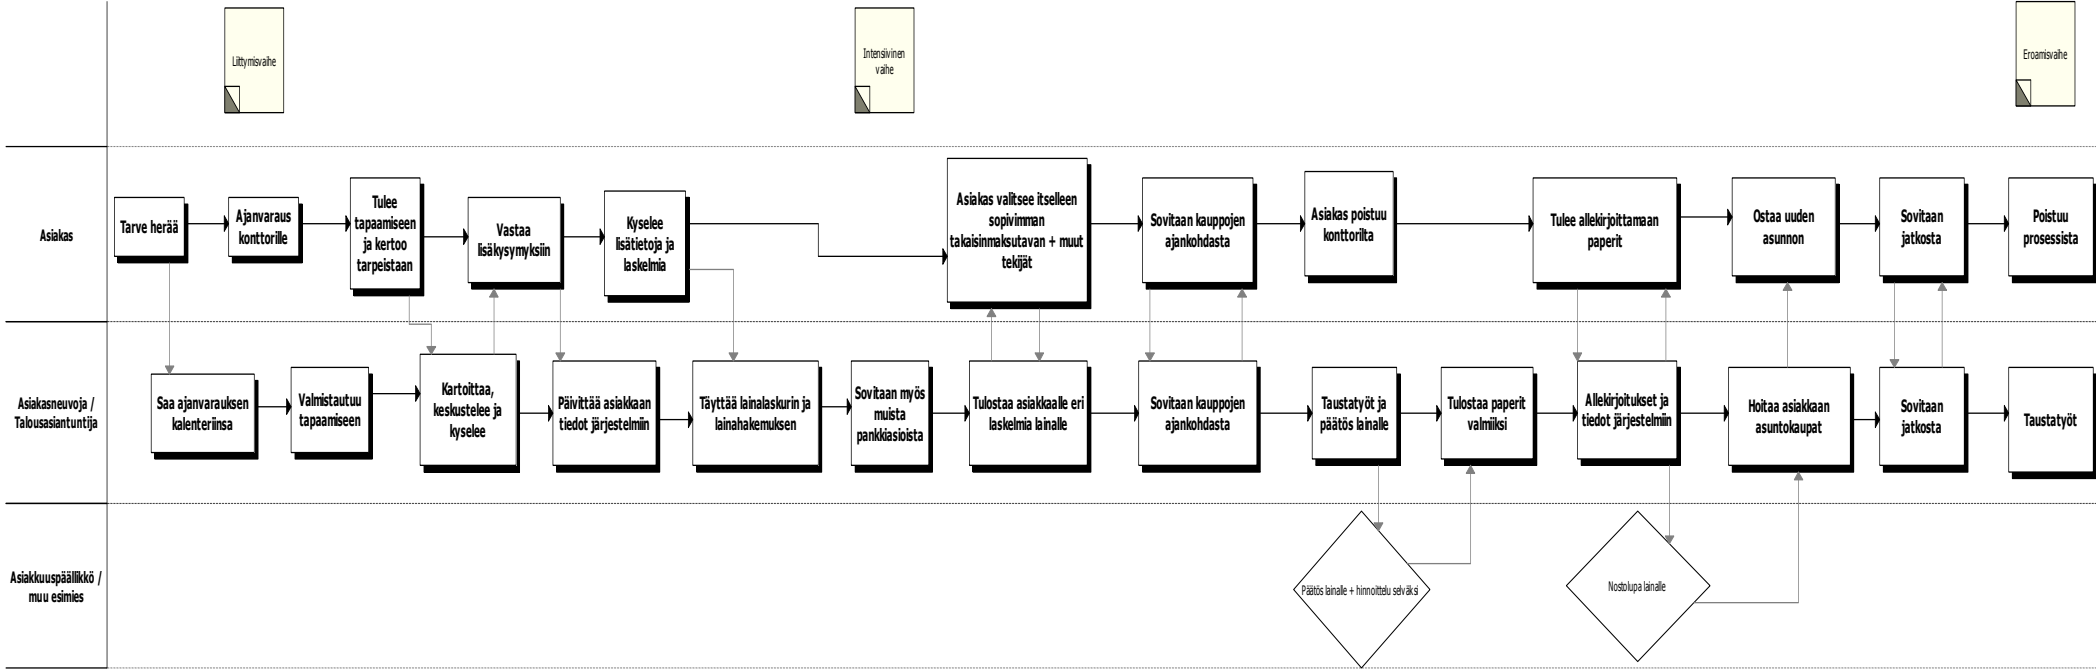 Liittymisvaihe
Intensiivinen
vaihe
Eroamisvaihe
Asiakas
Tarve herää
Ajanvaraus
konttorille
Tulee
tapaamiseen
ja kertoo
tarpeistaan
Vastaa
lisäkysymyksiin
Kyselee
lisätietoja ja
laskelmia
Asiakas valitsee itselleen
sopivimman
takaisinmaksutavan + muut
tekijät
Sovitaan kauppojen
ajankohdasta
Asiakas poistuu
konttorilta
Tulee allekirjoittamaan
paperit
Ostaa uuden
asunnon
Sovitaan
jatkosta
Poistuu
prosessista
Asiakasneuvoja /
Talousasiantuntija
Saa ajanvarauksen
kalenteriinsa
Valmistautuu
tapaamiseen
Kartoittaa,
keskustelee ja
kyselee
Päivittää asiakkaan
tiedot järjestelmiin
Täyttää lainalaskurin ja
lainahakemuksen
Sovitaan myös
muista
pankkiasioista
Tulostaa asiakkaalle eri
laskelmia lainalle
Sovitaan kauppojen
ajankohdasta
Taustatyöt ja
päätös lainalle
Tulostaa paperit
valmiiksi
Allekirjoitukset ja
tiedot järjestelmiin
Hoitaa asiakkaan
asuntokaupat
Sovitaan
jatkosta
Taustatyöt
Asiakkuuspäällikkö /
muu esimies
Päätös lainalle + hinnoittelu selväksi
Nostolupa lainalle